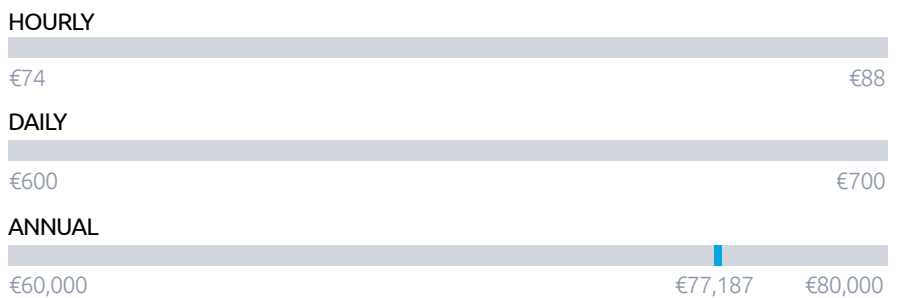 HOURLY
€74 €88
DAILY
€600 €700
ANNUAL
€60,000 €77,187 €80,000